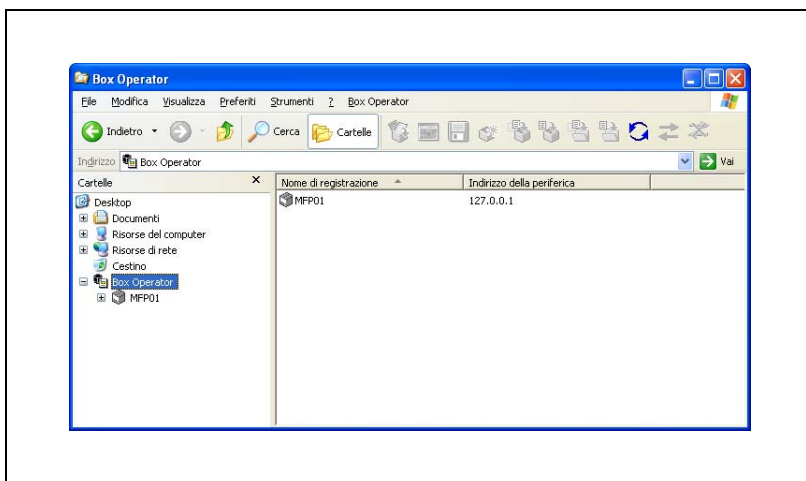 Box Operator
File Modifica Visualizza Preferiti Strumenti ? Box Operator
Indietro Cerca Cartelle
Indirizzo Box Operator Vai
Cartelle x Nome di registrazione Indirizzo della periferica
Desktop MFP01 127.0.0.1
Documenti
Risorse del computer
Risorse di rete
Cestino
Box Operator
MFP01